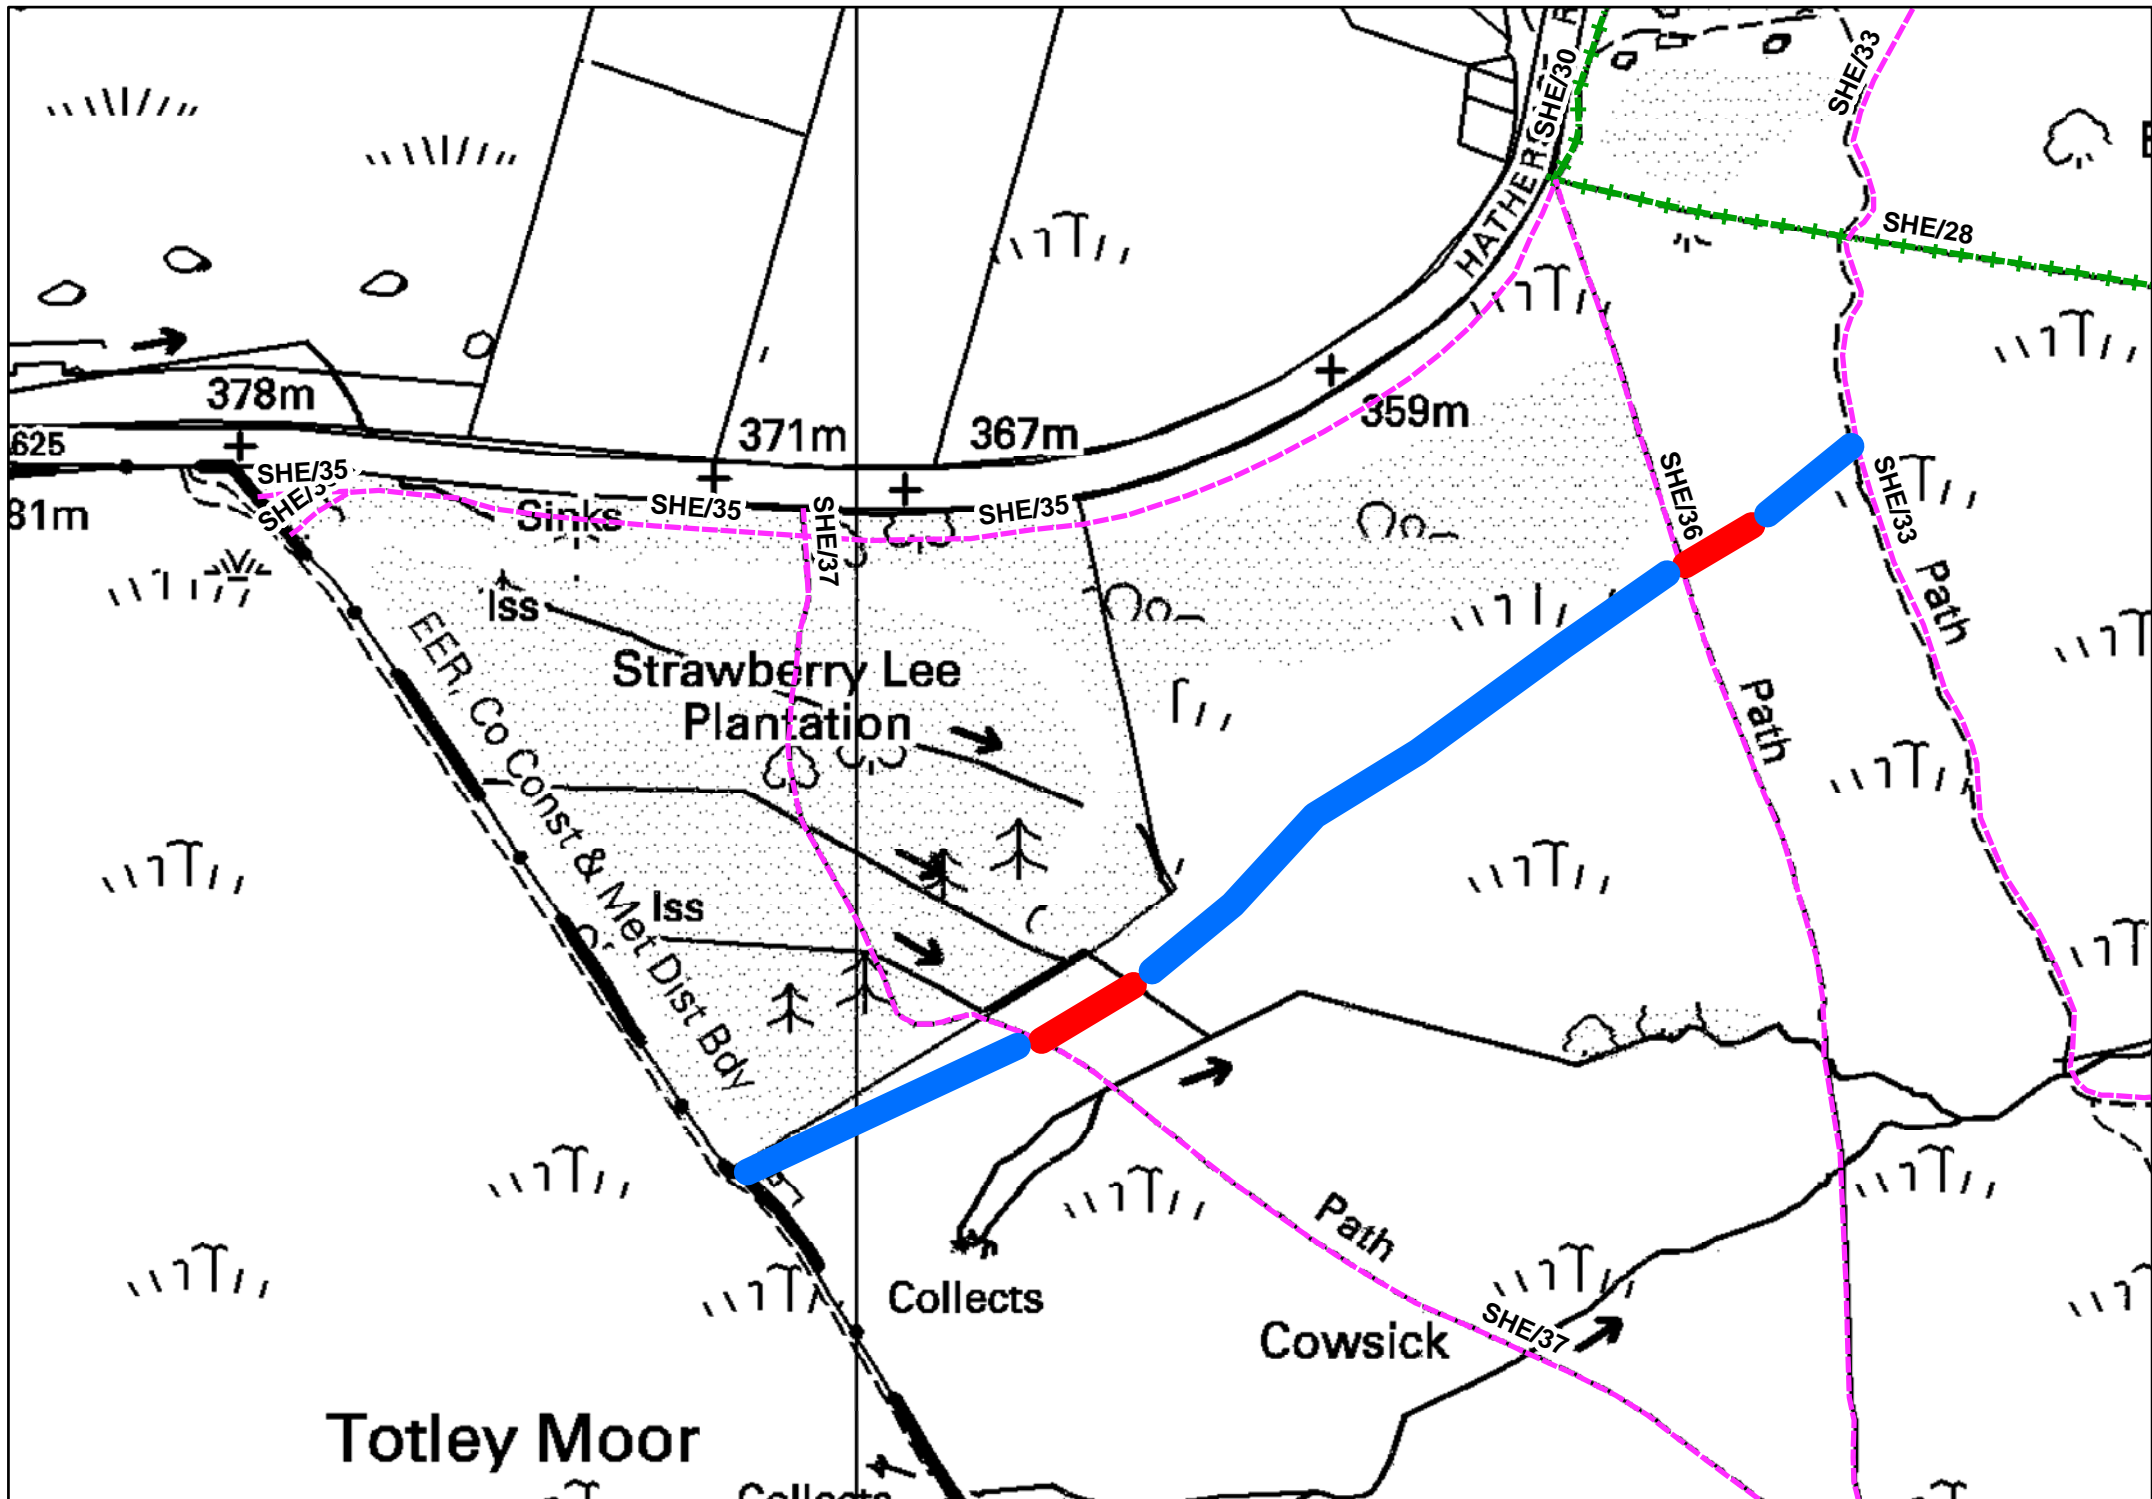 SHE/30
SHE/33
HATHERS
SHE/28
378m
371m
367m
359m
625
SHE/35
SHE/35
SHE/35
81m
Sinks
SHE/37
SHE/36
SHE/33
Iss
Path
Strawberry Lee
Plantation
EER, Co Const & Met Dist Bdy
Path
Iss
Path
Collects
SHE/37
Cowsick
Totley Moor